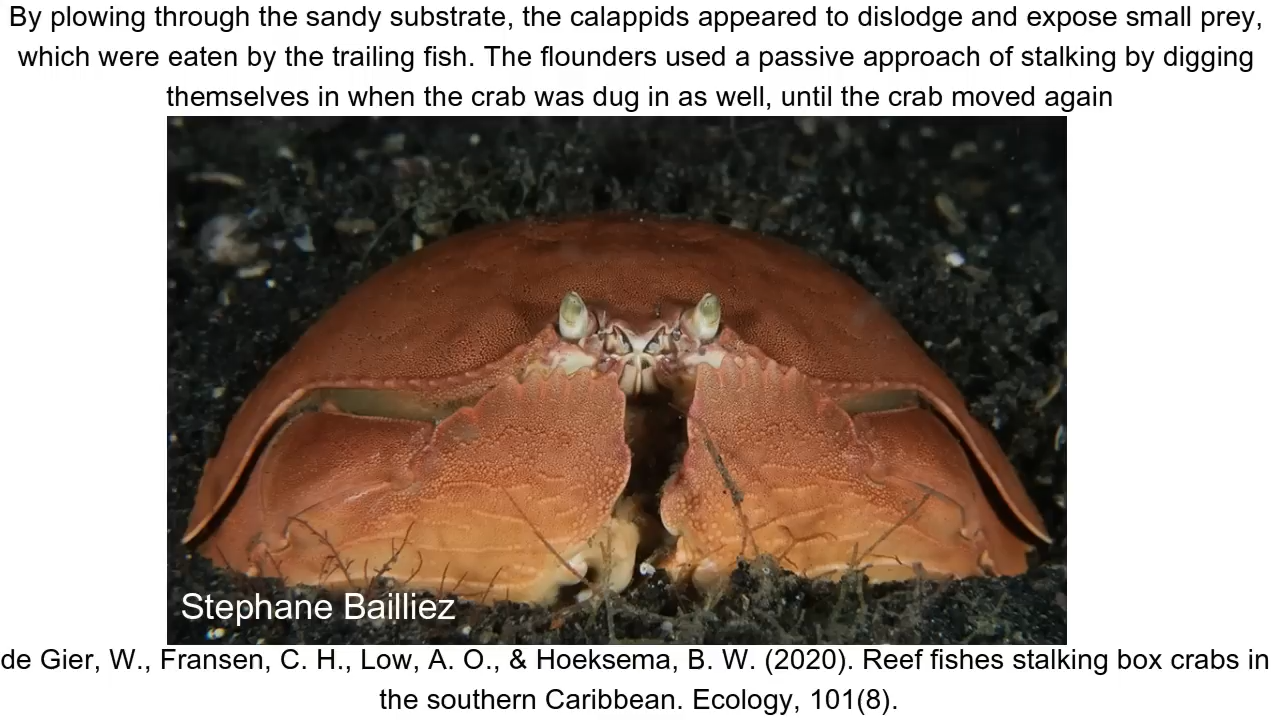 By plowing through the sandy substrate, the calappids appeared to dislodge and expose small prey,
which were eaten by the trailing fish. The flounders used a passive approach of stalking by digging
themselves in when the crab was dug in as well, until the crab moved again
Stephane Bailliez
de Gier, W., Fransen, C. H., Low, A. O., & Hoeksema, B. W. (2020). Reef fishes stalking box crabs in
the southern Caribbean. Ecology, 101(8).